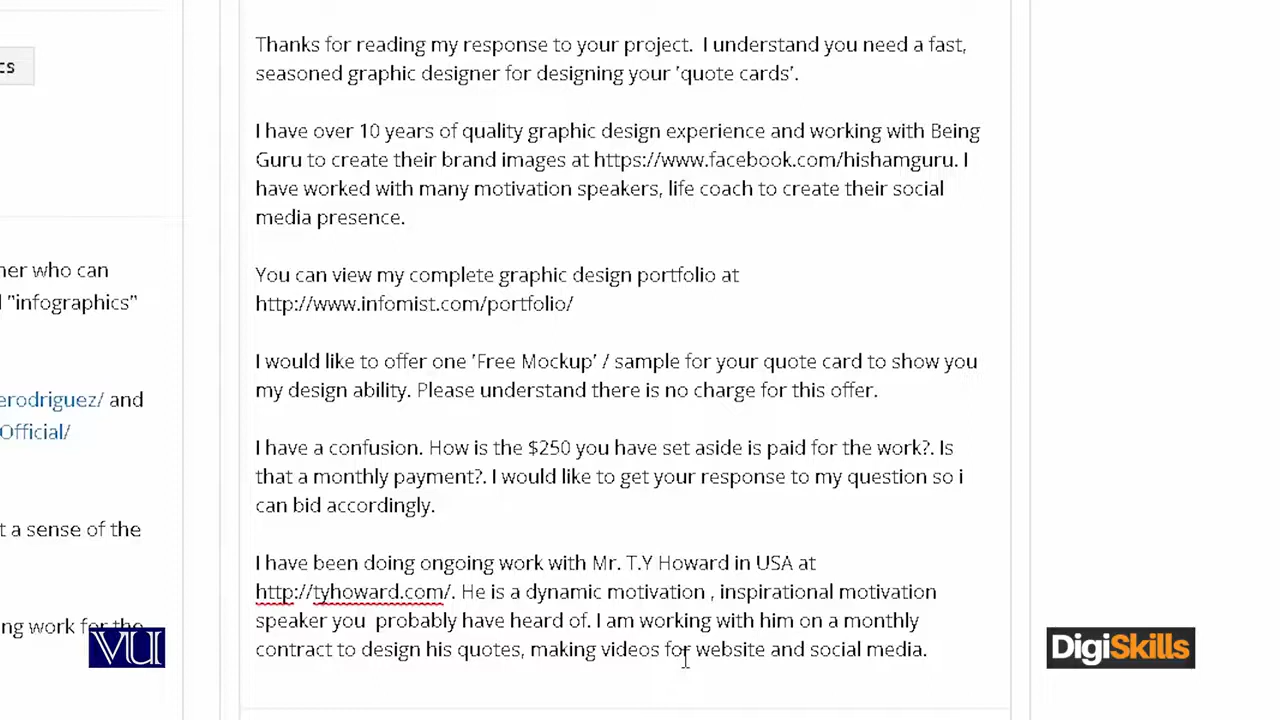 cs
ner who can
l "infographics"
erodriguez/ and
Official/
t a sense of the
ng work for the
Thanks for reading my response to your project.  I understand you need a fast,
seasoned graphic designer for designing your 'quote cards'.
I have over 10 years of quality graphic design experience and working with Being
Guru to create their brand images at https://www.facebook.com/hishamguru. I
have worked with many motivation speakers, life coach to create their social
media presence.
You can view my complete graphic design portfolio at
http://www.infomist.com/portfolio/
I would like to offer one 'Free Mockup' / sample for your quote card to show you
my design ability. Please understand there is no charge for this offer.
I have a confusion. How is the $250 you have set aside is paid for the work?. Is
that a monthly payment?. I would like to get your response to my question so i
can bid accordingly.
I have been doing ongoing work with Mr. T.Y Howard in USA at
http://tyhoward.com/. He is a dynamic motivation , inspirational motivation
speaker you  probably have heard of. I am working with him on a monthly
contract to design his quotes, making videos for website and social media.
VU
DigiSkills